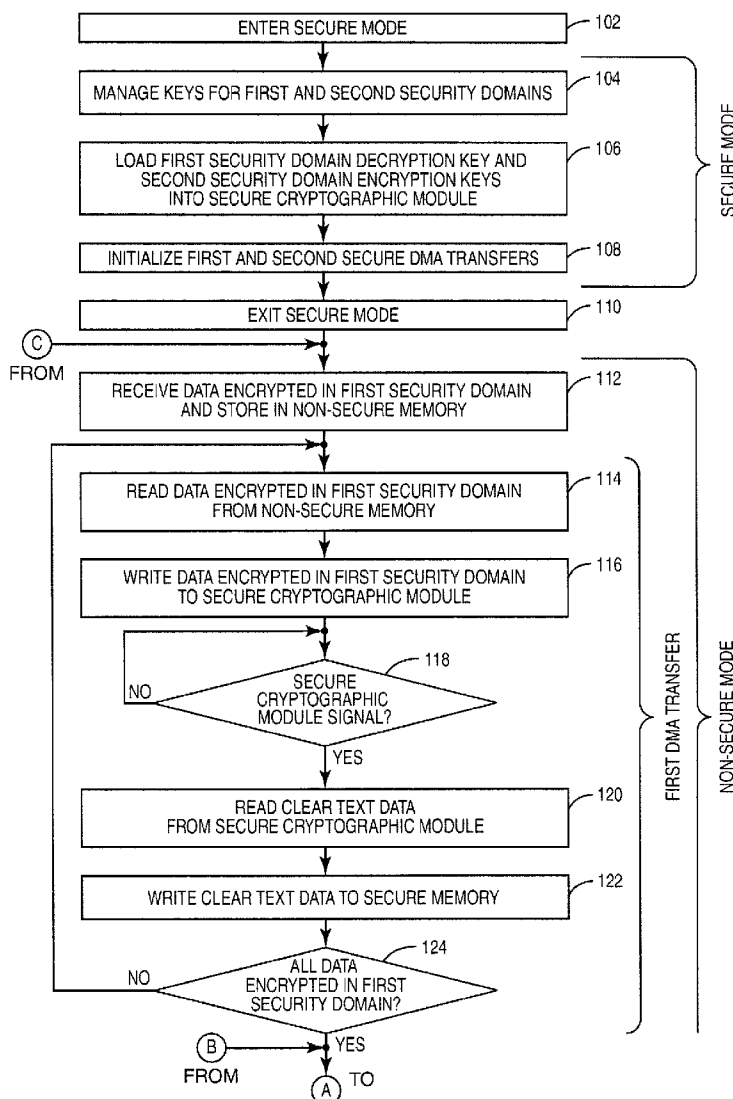 ENTER SECURE MODE
102
MANAGE KEYS FOR FIRST AND SECOND SECURITY DOMAINS
104
LOAD FIRST SECURITY DOMAIN DECRYPTION KEY AND
SECOND SECURITY DOMAIN ENCRYPTION KEYS
INTO SECURE CRYPTOGRAPHIC MODULE
106
INITIALIZE FIRST AND SECOND SECURE DMA TRANSFERS
108
SECURE MODE
EXIT SECURE MODE
110
C
FROM
RECEIVE DATA ENCRYPTED IN FIRST SECURITY DOMAIN
AND STORE IN NON-SECURE MEMORY
112
READ DATA ENCRYPTED IN FIRST SECURITY DOMAIN
FROM NON-SECURE MEMORY
114
WRITE DATA ENCRYPTED IN FIRST SECURITY DOMAIN
TO SECURE CRYPTOGRAPHIC MODULE
116
SECURE
CRYPTOGRAPHIC
MODULE SIGNAL?
118
NO
YES
READ CLEAR TEXT DATA
FROM SECURE CRYPTOGRAPHIC MODULE
120
WRITE CLEAR TEXT DATA TO SECURE MEMORY
122
ALL DATA
ENCRYPTED IN FIRST
SECURITY DOMAIN?
124
NO
YES
FIRST DMA TRANSFER
NON-SECURE MODE
B
FROM
TO
A